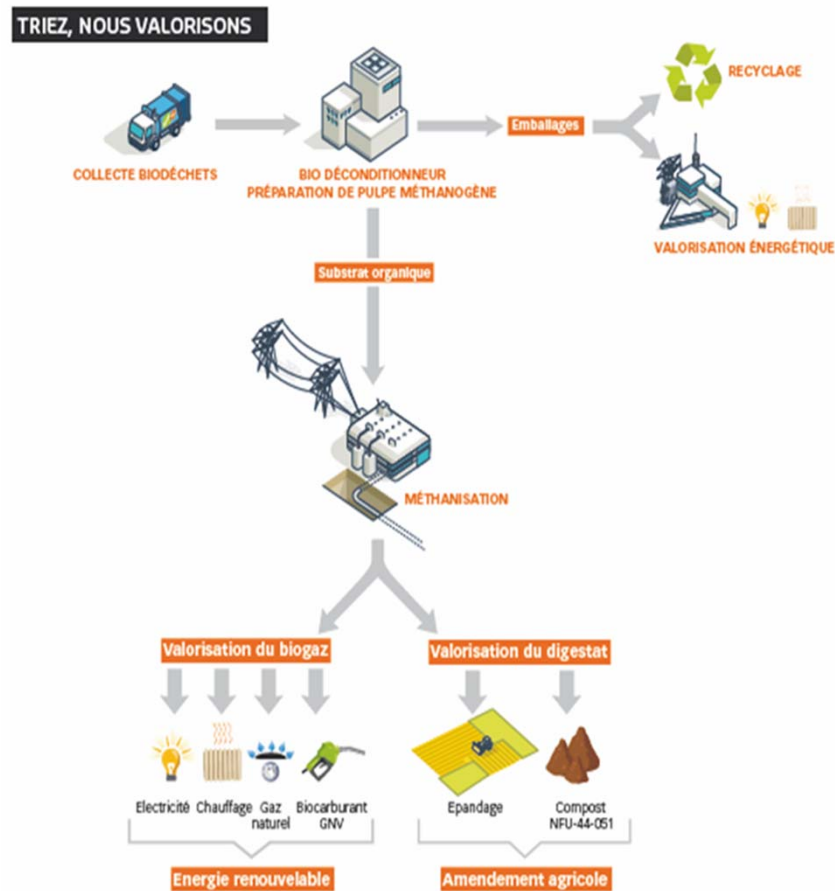 TRIEZ, NOUS VALORISONS
RECYCLAGE
Emballages
COLLECTE BIODÉCHETS
BIO DÉCONDITIONNEUR
PRÉPARATION DE PULPE MÉTHANOGÈNE
VALORISATION ÉNERGÉTIQUE
Substrat organique
MÉTHANISATION
Valorisation du biogaz
Valorisation du digestat
Electricité
Chauffage
Gaz
naturel
Biocarburant
GNV
Epandage
Compost
NFU-44-051
Energie renouvelable
Amendement agricole